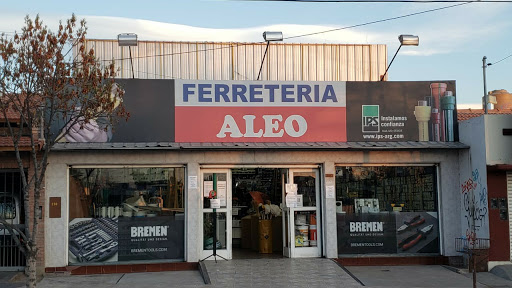 FERRETERIA
ALEO
IPS
Instalamos
confianza
www.ips-arg.com
BREMEN
BREMENTOOLS.COM
BREMEN
BREMENTOOLS.COM